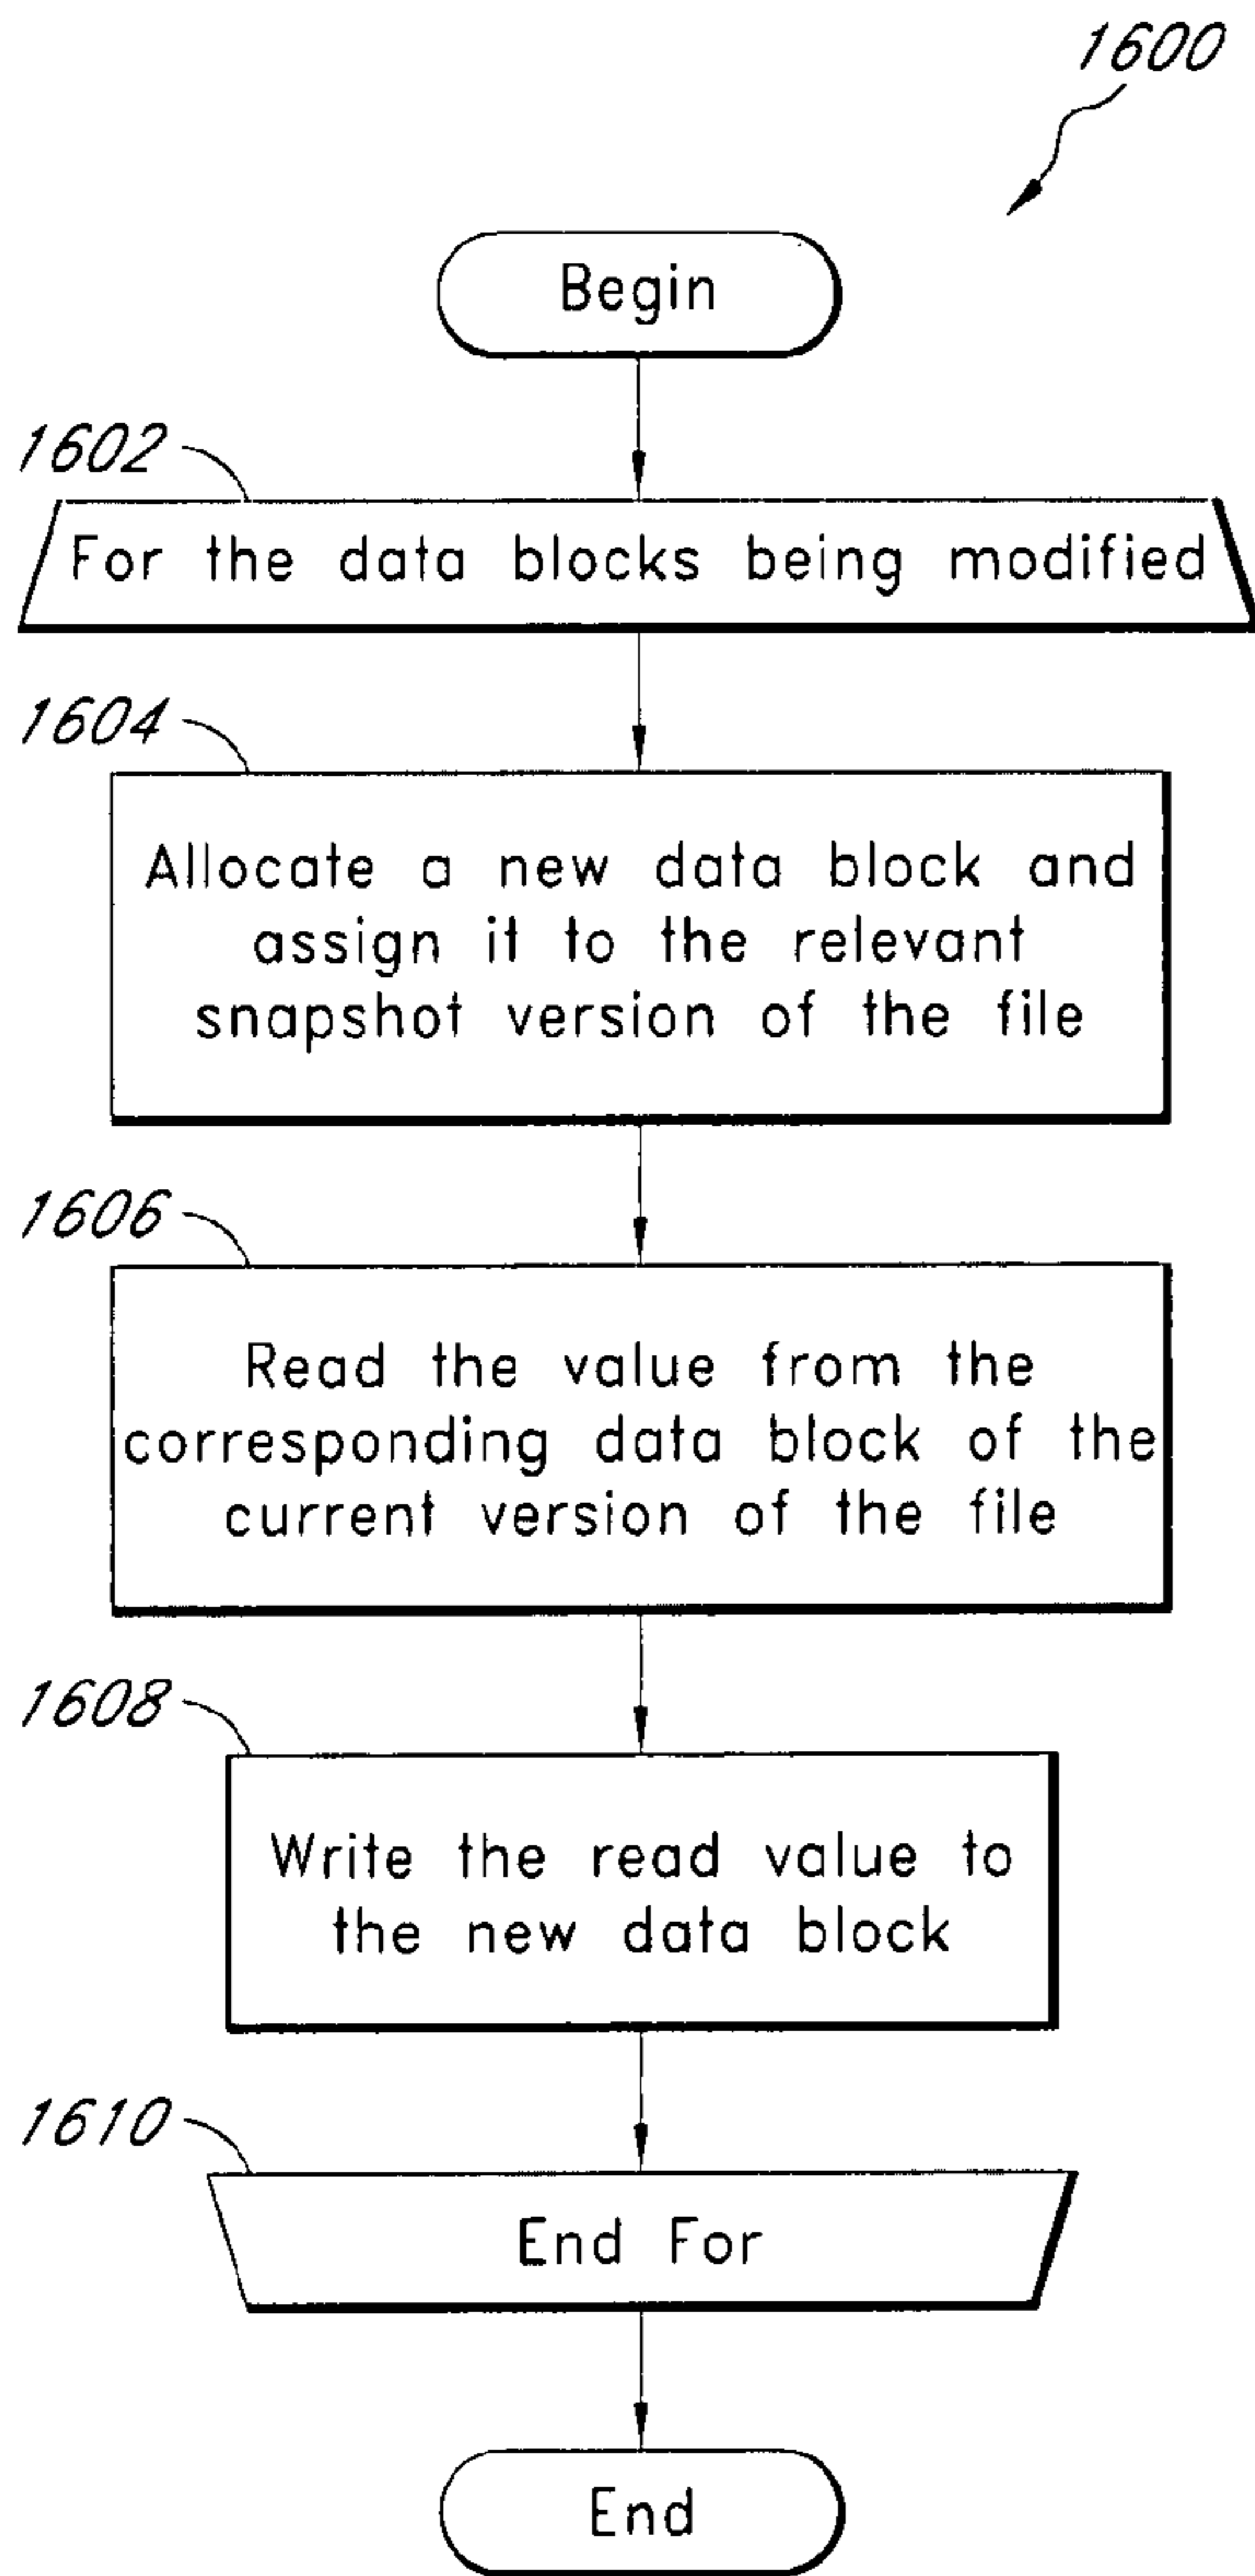 1600
Begin
1602
For the data blocks being modified
1604
Allocate a new data block and
assign it to the relevant
snapshot version of the file
1606
Read the value from the
corresponding data block of the
current version of the file
1608
Write the read value to
the new data block
1610
End For
End